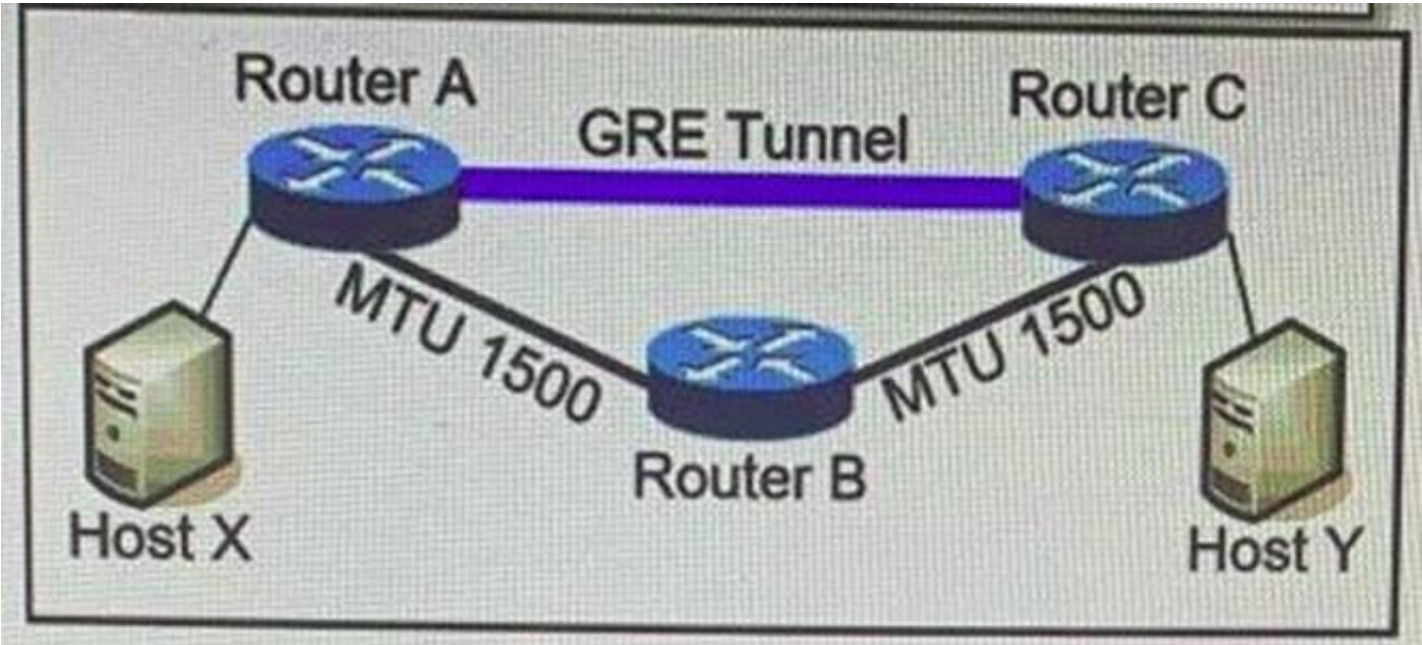 Router A
Router C
GRE Tunnel
MTU 1500
MTU 1500
Router B
Host X
Host Y